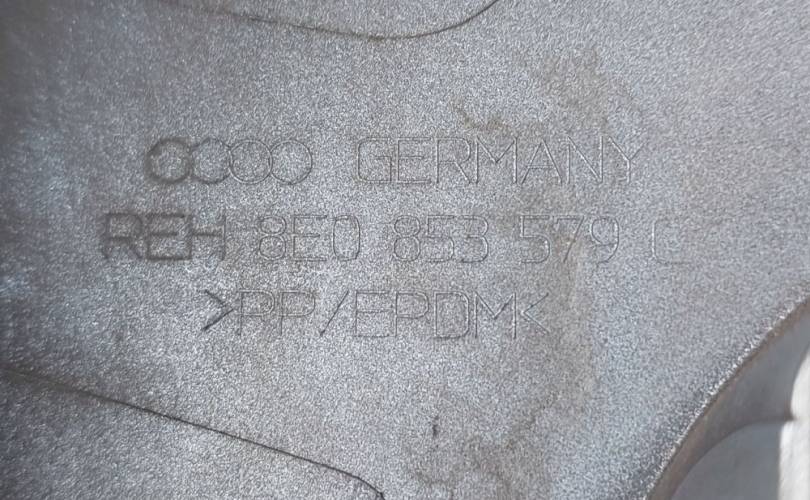 GERMANY
REH 8E0 853 579 C
>PP/EPDM<